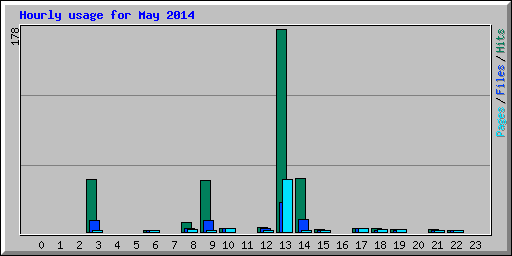 Hourly usage for May 2014
178
Pages/Files/Hits
0 1 2 3 4 5 6 7 8 9 10 11 12 13 14 15 16 17 18 19 20 21 22 23